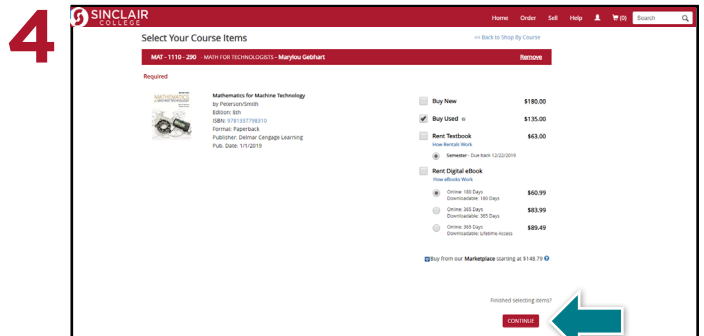 4
SINCLAIR
COLLEGE
Home Order Sell Help (0) Search
Select Your Course Items
<< Back to Shop By Course
MAT - 1110 - 290 - MATH FOR TECHNOLOGISTS - Marylou Gebhart Remove
Required
MATHEMATICS
Mathematics for Machine Technology
by Peterson/Smith
Edition: 8th
ISBN: 9781337798310
Format: Paperback
Publisher: Delmar Cengage Learning
Pub. Date: 1/1/2019
Buy New $180.00
Buy Used $135.00
Rent Textbook $63.00
How Rentals Work
Semester - Due back 12/22/2019
Rent Digital eBook
How eBooks Work
Online: 180 Days $60.99
Downloadable: 180 Days
Online: 365 Days $83.99
Downloadable: 365 Days
Online: 365 Days $89.49
Downloadable: Lifetime Access
Buy from our Marketplace starting at $148.79
Finished selecting items?
CONTINUE